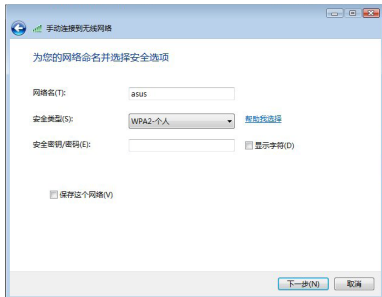 手动连接到无线网络
为您的网络命名并选择安全选项
网络名(T): asus
安全类型(S): WPA2-个人 帮助我选择
安全密钥/密码(E): 显示字符(D)
保存这个网络(V)
下一步(N) 取消